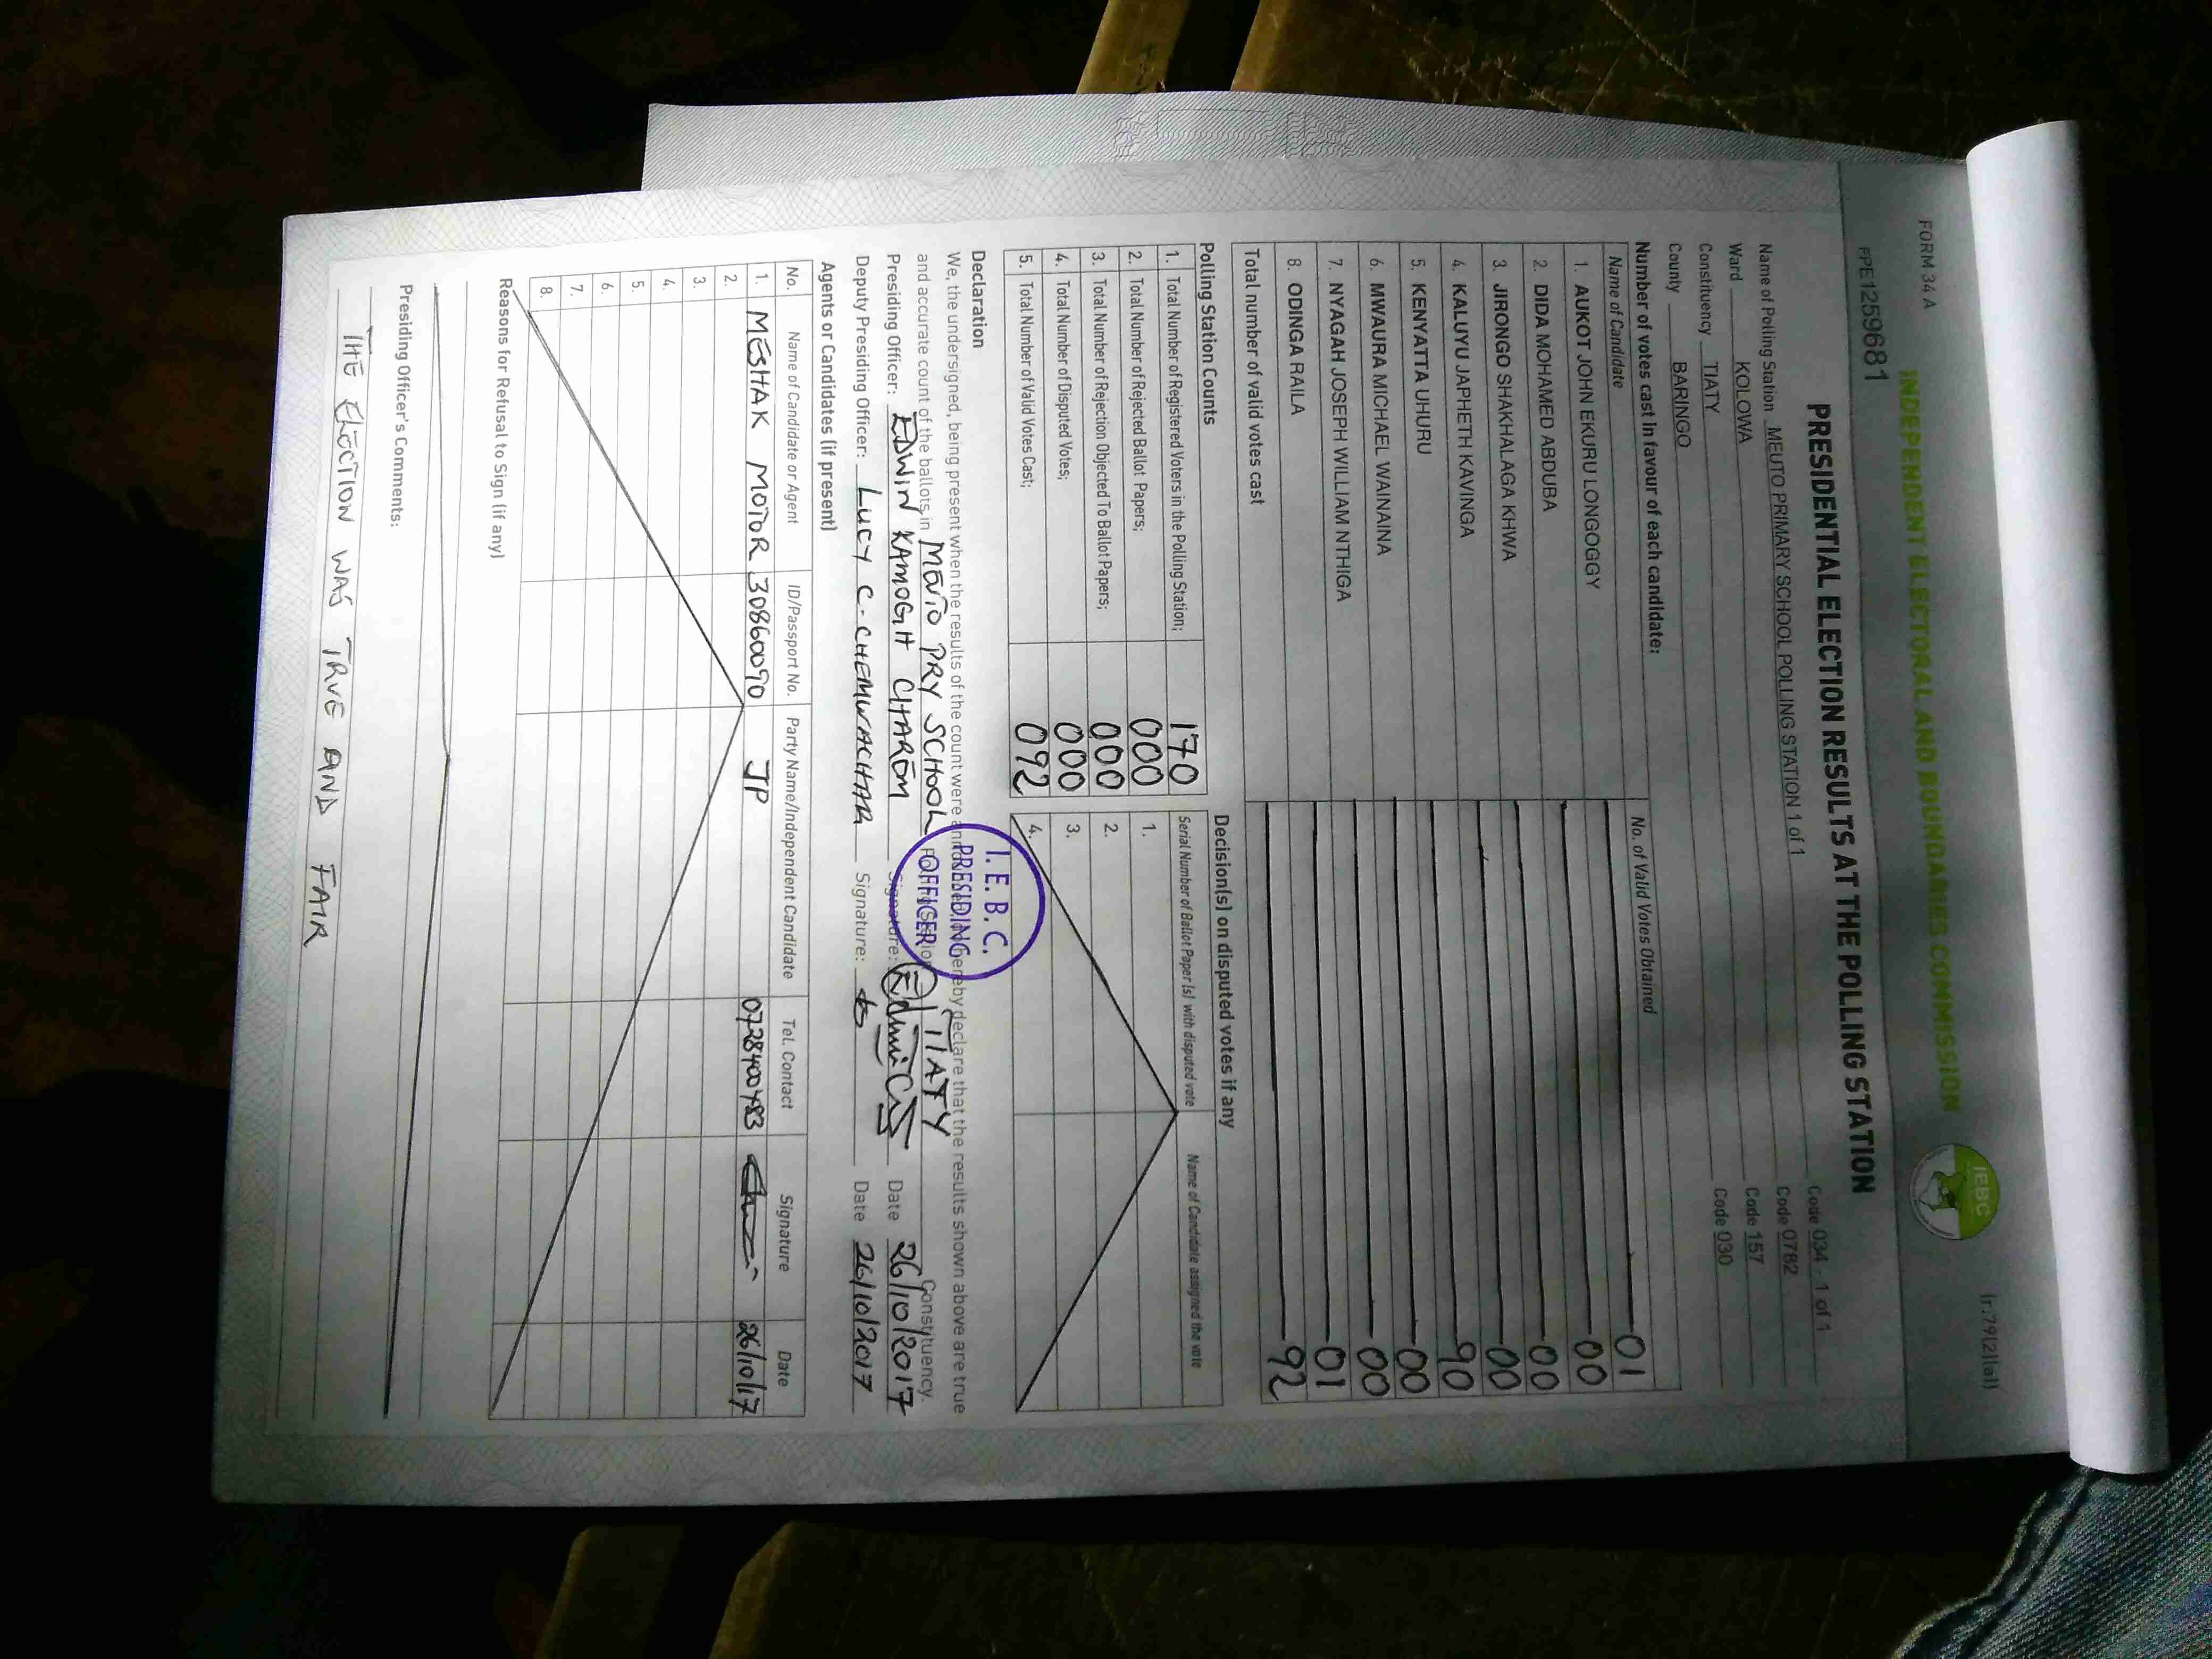 FORM 34 A
(r.79(2)(a))
INDEPENDENT ELECTORAL AND BOUNDARIES COMMISSION
IEBC
PE125968 1
PRESIDENTIAL ELECTION RESULTS AT THE POLLING STATION
Name of Polling Station MEUTO PRIMARY SCHOOL POLLING STATION 1 of 1 Code 034 - 1 of 1
Ward KOLOWA Code 0782
Constituency TIATY Code 157
County BARINGO Code 030
Number of votes cast in favour of each candidate:
Name of Candidate No. of Valid Votes Obtained
1. AUKOT JOHN EKURU LONGOGGY 01
2. DIDA MOHAMED ABDUBA 00
3. JIRONGO SHAKHALAGA KHWA 00
4. KALUYU JAPHETH KAVINGA 00
5. KENYATTA UHURU 90
6. MWAURA MICHAEL WAINAINA 00
7. NYAGAH JOSEPH WILLIAM NTHIGA 00
8. ODINGA RAILA 01
Total number of valid votes cast 92
Polling Station Counts Decision(s) on disputed votes if any
Serial Number of Ballot Paper (s) with disputed vote Name of Candidate assigned the vote
1. Total Number of Registered Voters in the Polling Station; 170 1.
2. Total Number of Rejected Ballot Papers; 000 2.
3. Total Number of Rejection Objected To Ballot Papers; 000 3.
4. Total Number of Disputed Votes; 000 4.
5. Total Number of Valid Votes Cast; 092
I. E. B. C.
PRESIDING
OFFICER
Declaration
We, the undersigned, being present when the results of the count were announced hereby declare that the results shown above are true
and accurate count of the ballots in MEUTO PRY SCHOOL TIATY Constituency.
Presiding Officer: EDWIN KAMOGH CHAREM Signature: Date 26/10/2017
Deputy Presiding Officer: LUCY C. CHEMWACHAR Signature: Date 26/10/2017
Agents or Candidates (if present)
No. Name of Candidate or Agent ID/Passport No. Party Name/Independent Candidate Tel. Contact Signature Date
1. MESHAK MOTOR 30860090 JP 0728400483 26/10/17
2.
3.
4.
5.
6.
7.
8.
Reasons for Refusal to Sign (if any)
Presiding Officer's Comments:
THE ELECTION WAS TRUE AND FAIR